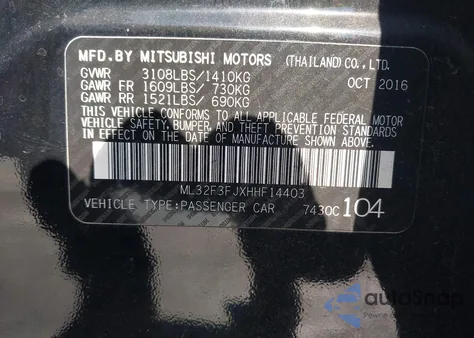 MFD.BY MITSUBISHI MOTORS (THAILAND) CO., LTD.
GVWR 3108LBS/1410KG OCT 2016
GAWR FR 1609LBS/ 730KG
GAWR RR 1521LBS/ 690KG
THIS VEHICLE CONFORMS TO ALL APPLICABLE FEDERAL MOTOR
VEHICLE SAFETY, BUMPER, AND THEFT PREVENTION STANDARDS
IN EFFECT ON THE DATE OF MANUFACTURE SHOWN ABOVE.
ML32F3FJXHHF14403
VEHICLE TYPE:PASSENGER CAR 7430C 104
autoSnap